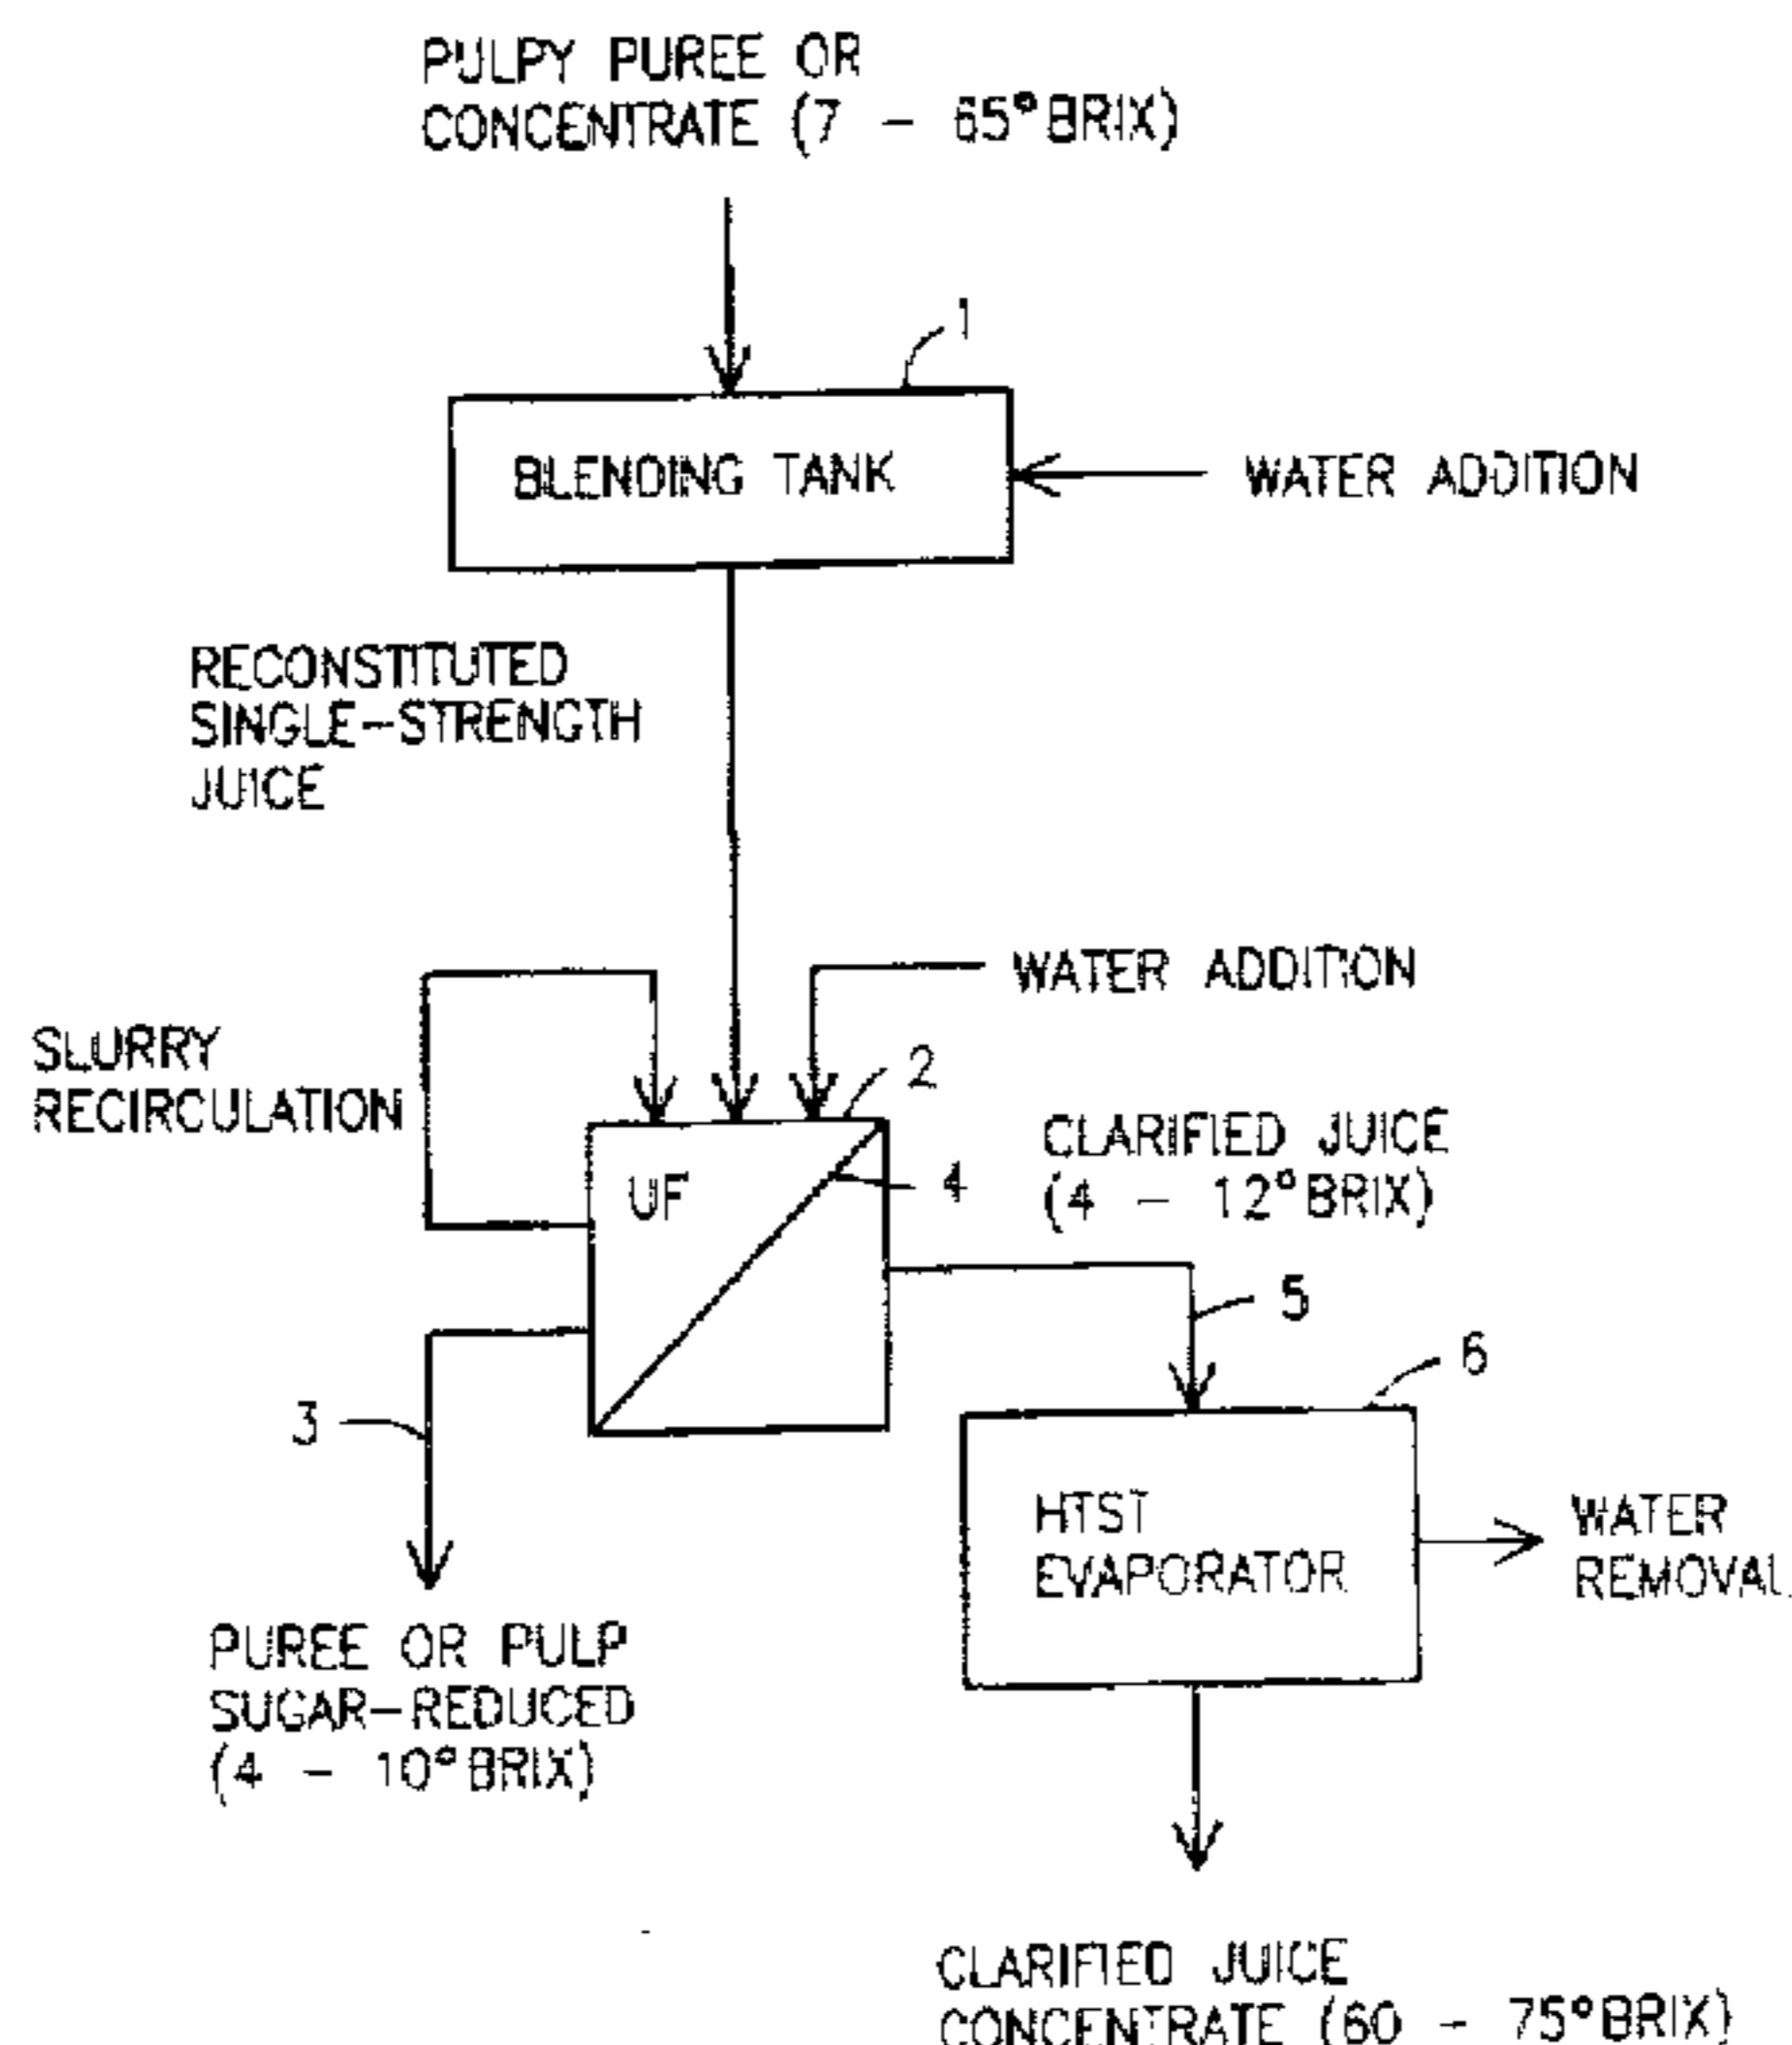 PULPY PUREE OR
CONCENTRATE (7 - 65°BRIX)
1
BLENDING TANK
WATER ADDITION
RECONSTITUTED
SINGLE-STRENGTH
JUICE
WATER ADDITION
SLURRY
RECIRCULATION
2
UF
4
CLARIFIED JUICE
(4 - 12°BRIX)
5
6
3
HTST
EVAPORATOR
WATER
REMOVAL
PUREE OR PULP
SUGAR-REDUCED
(4 - 10°BRIX)
CLARIFIED JUICE
CONCENTRATE (60 - 75°BRIX)